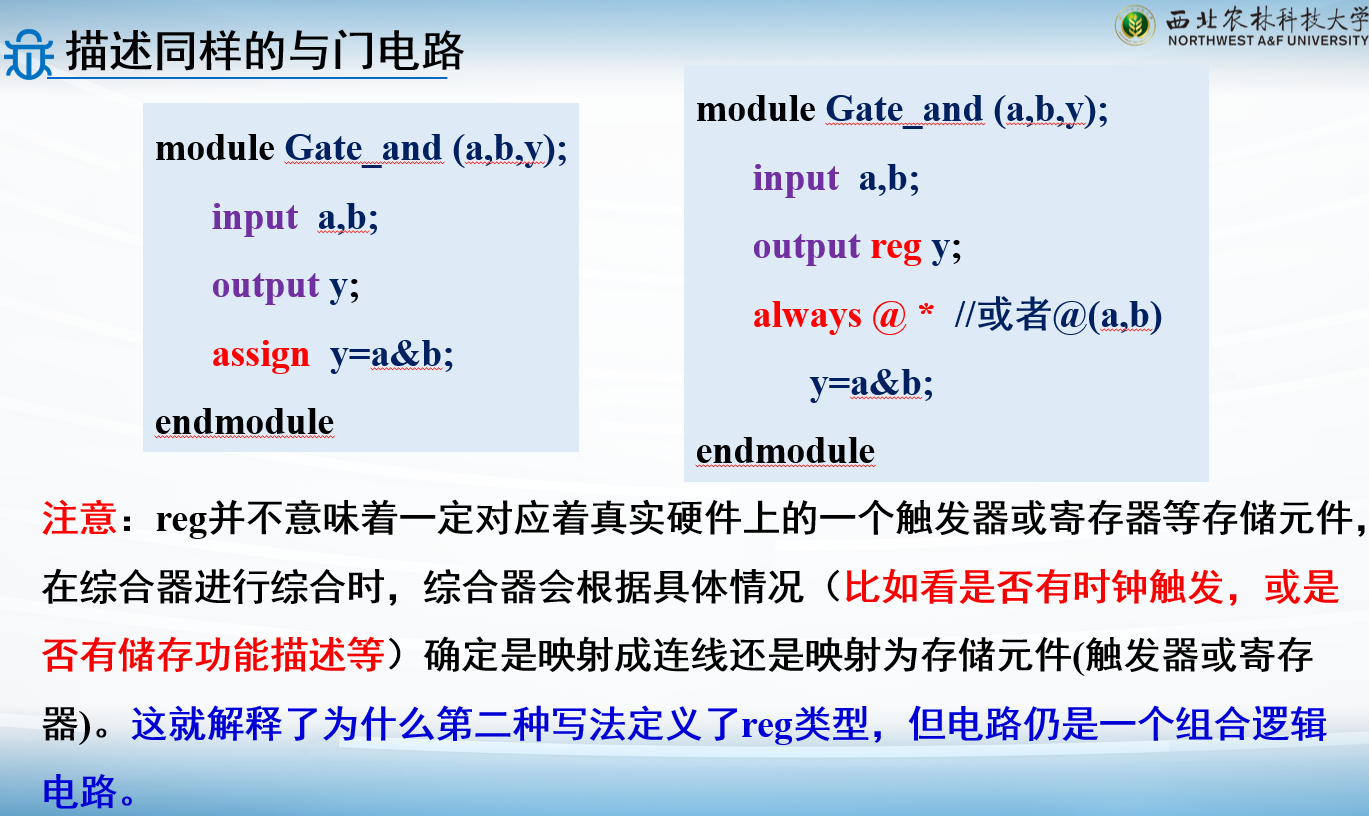 西北农林科技大学
NORTHWEST A&F UNIVERSITY
描述同样的与门电路
module Gate_and (a,b,y);
input a,b;
output y;
assign y=a&b;
endmodule
module Gate_and (a,b,y);
input a,b;
output reg y;
always @ * //或者@(a,b)
y=a&b;
endmodule
注意：reg并不意味着一定对应着真实硬件上的一个触发器或寄存器等存储元件，
在综合器进行综合时，综合器会根据具体情况（比如看是否有时钟触发，或是
否有储存功能描述等）确定是映射成连线还是映射为存储元件(触发器或寄存
器)。这就解释了为什么第二种写法定义了reg类型，但电路仍是一个组合逻辑
电路。